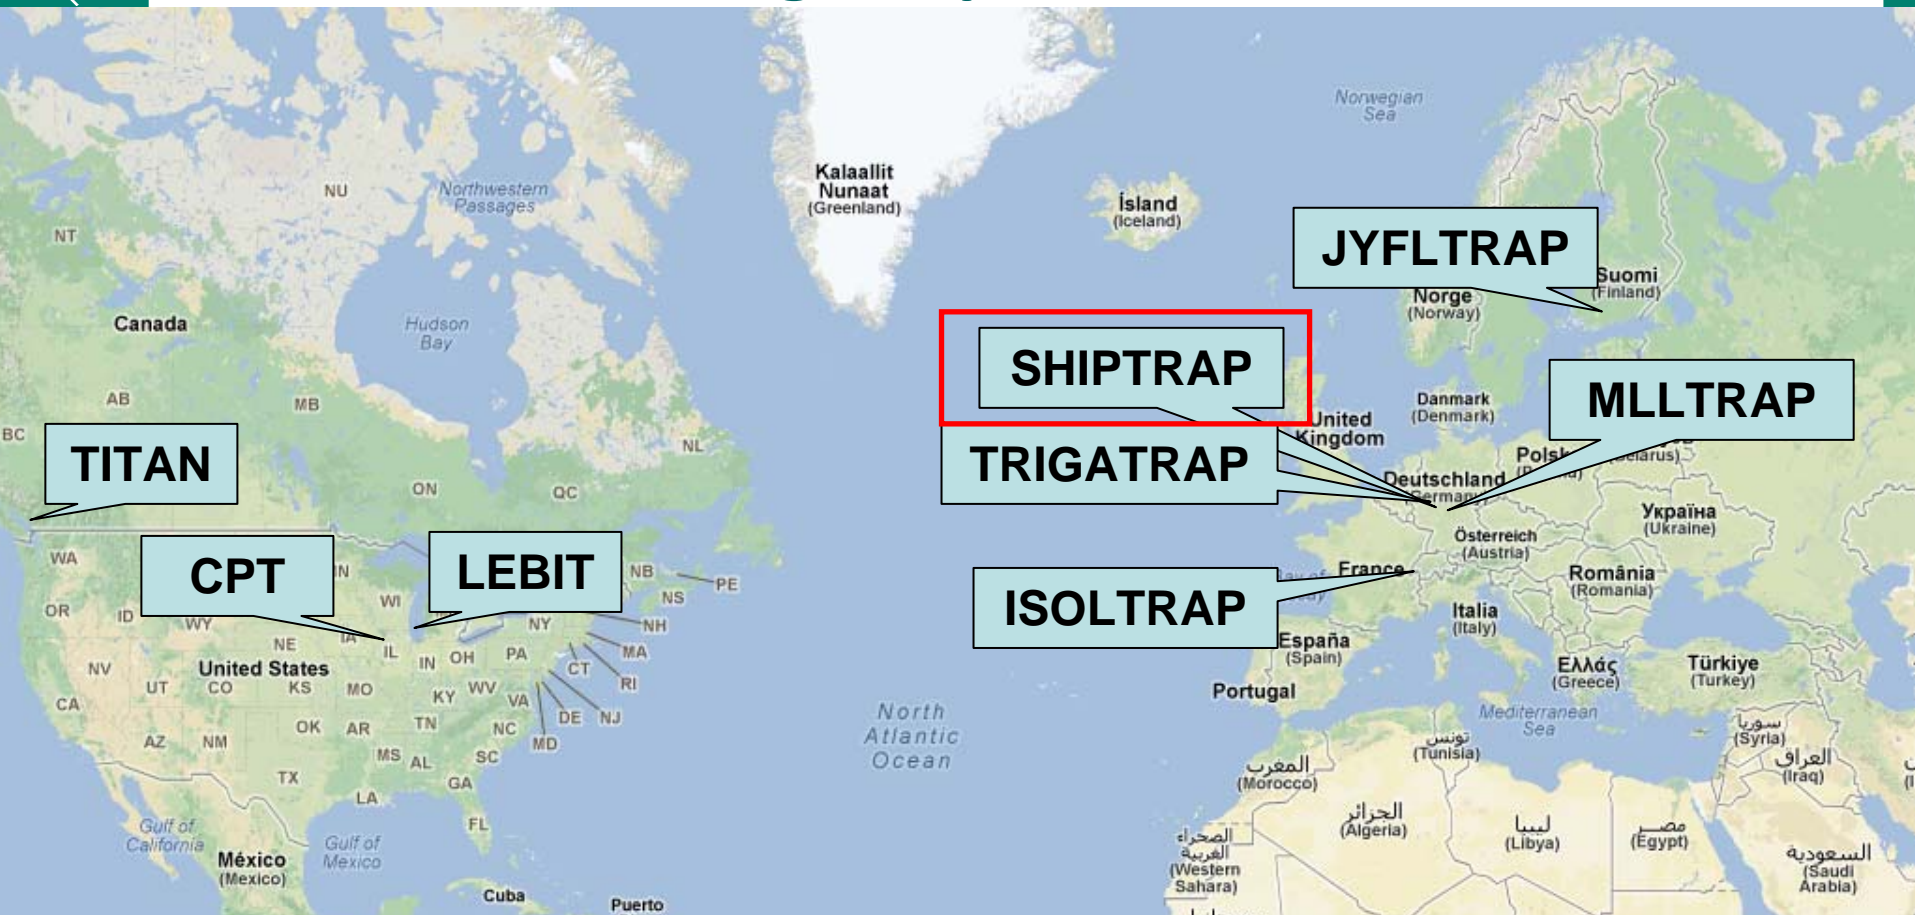 Norwegian
Sea
Kalaallit
Nunaat
(Greenland)
NU
Northwestern
Passages
Ísland
(Iceland)
NT
JYFLTRAP
Suomi
(Finland)
Norge
(Norway)
Canada
Hudson
Bay
SHIPTRAP
MLLTRAP
AB
MB
Danmark
(Denmark)
United
Kingdom
BC
NL
TITAN
TRIGATRAP
Deutschland
ON
QC
Україна
(Ukraine)
Österreich
(Austria)
WA
CPT
LEBIT
NB
PE
France
România
(Romania)
NS
ISOLTRAP
OR
ID
WY
WI
NY
NH
Italia
(Italy)
NE
IA
IL
IN
OH
PA
CT
MA
RI
España
(Spain)
Ελλάς
(Greece)
Türkiye
(Turkey)
NV
United States
UT
CO
KS
MO
KY
WV
VA
Portugal
CA
OK
AR
TN
NC
DE
NJ
MD
North
Atlantic
Ocean
Mediterranean
Sea
AZ
NM
MS
AL
SC
تونس
(Tunisia)
سوريا
(Syria)
TX
LA
GA
المغرب
(Morocco)
العراق
(Iraq)
FL
الجزائر
(Algeria)
ليبيا
(Libya)
مصر
(Egypt)
Gulf of
California
Gulf of
Mexico
México
(Mexico)
الصحراء
الغربية
(Western
Sahara)
السعودية
(Saudi
Arabia)
Cuba
Puerto